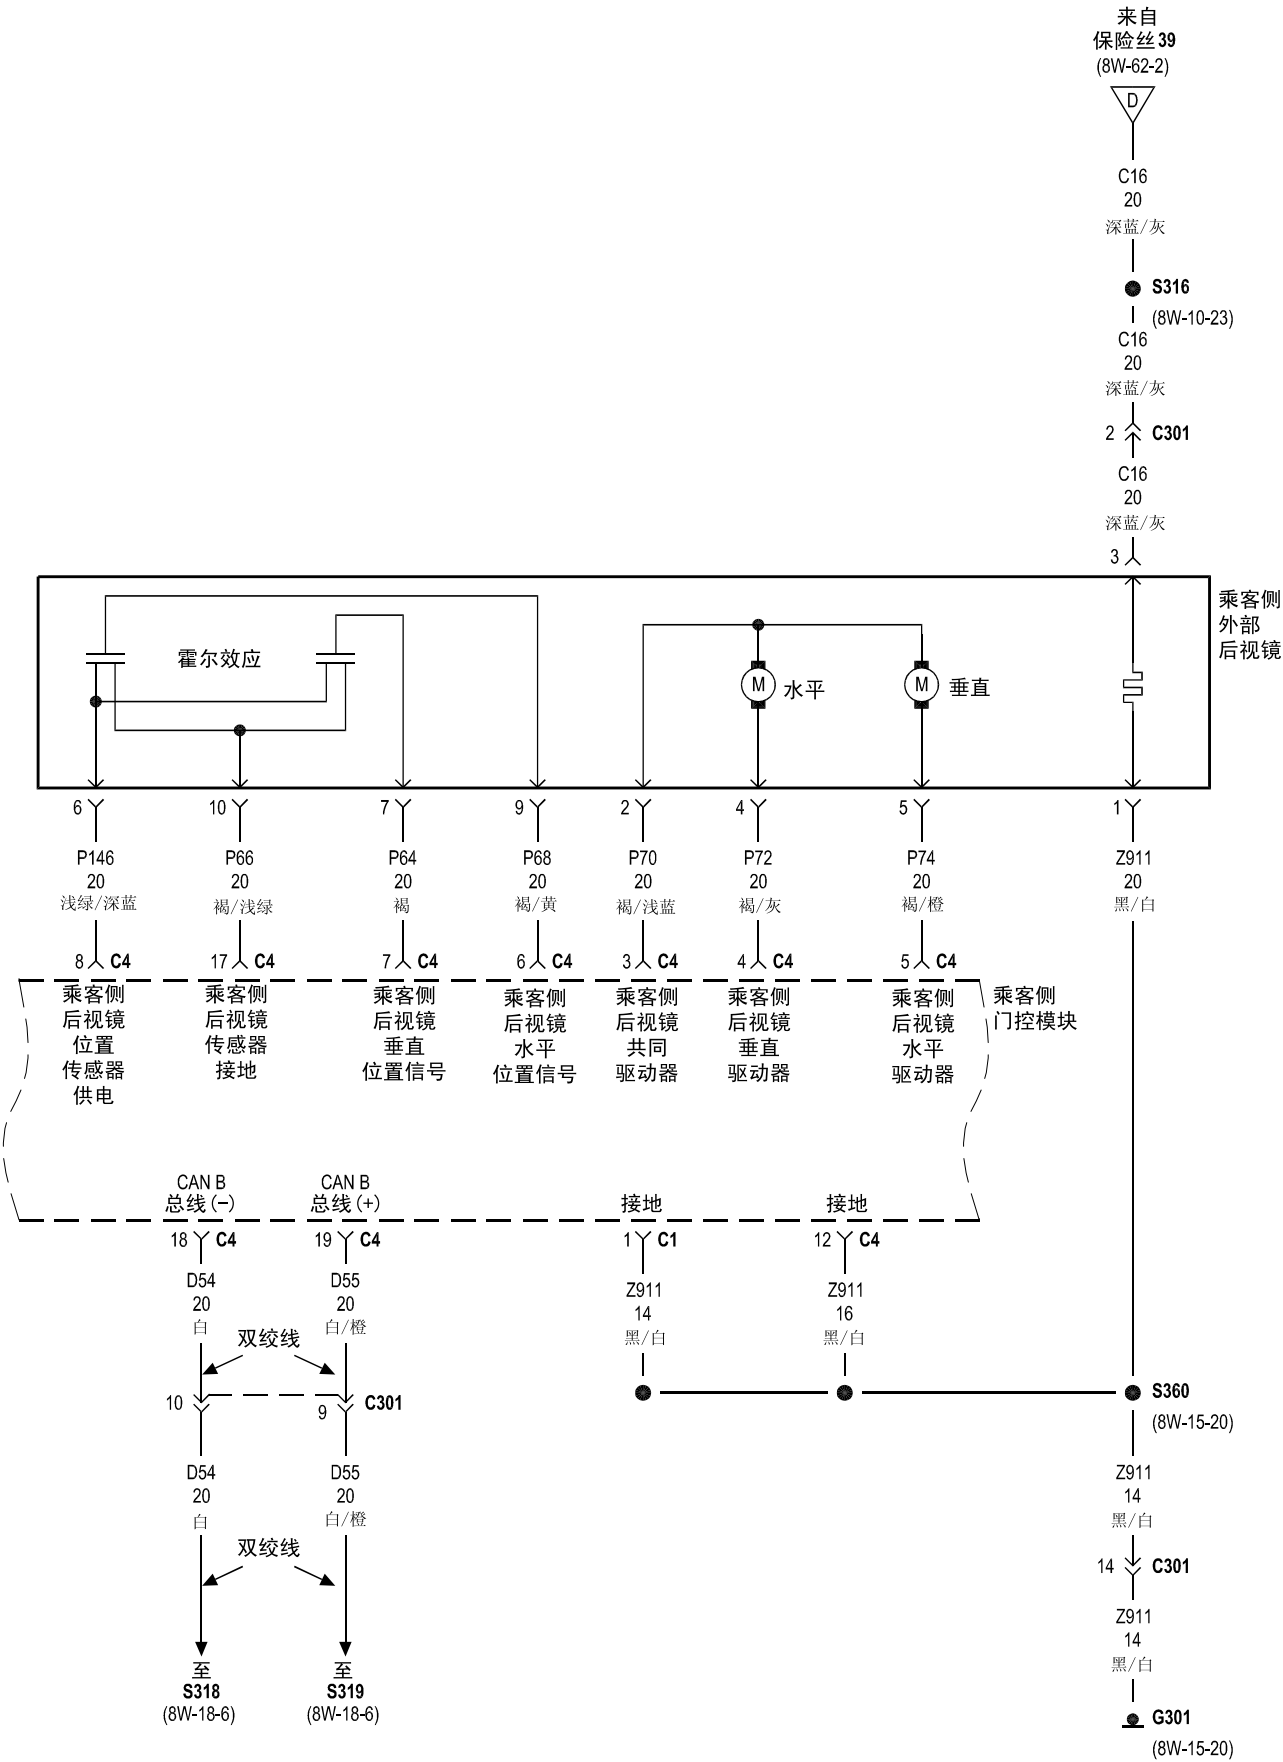 来自
保险丝 39
(8W-62-2)
D
C16
20
深蓝/灰
S316
(8W-10-23)
C16
20
深蓝/灰
2 C301
C16
20
深蓝/灰
3
乘客侧
外部
后视镜
霍尔效应
M 水平
M 垂直
6 10 7 9 2 4 5 1
P146 P66 P64 P68 P70 P72 P74 Z911
20 20 20 20 20 20 20 20
浅绿/深蓝 褐/浅绿 褐 褐/黄 褐/浅蓝 褐/灰 褐/橙 黑/白
8 C4 17 C4 7 C4 6 C4 3 C4 4 C4 5 C4
乘客侧
后视镜
位置
传感器
供电
乘客侧
后视镜
传感器
接地
乘客侧
后视镜
垂直
位置信号
乘客侧
后视镜
水平
位置信号
乘客侧
后视镜
共同
驱动器
乘客侧
后视镜
垂直
驱动器
乘客侧
后视镜
水平
驱动器
乘客侧
门控模块
CAN B
总线(-)
CAN B
总线(+)
接地
接地
18 C4 19 C4 1 C1 12 C4
D54 D55 Z911 Z911
20 20 14 16
白 白/橙 黑/白 黑/白
双绞线
10 9 C301
S360
(8W-15-20)
D54 D55 Z911
20 20 14
白 白/橙 黑/白
双绞线
14 C301
Z911
14
黑/白
至
S318
(8W-18-6)
至
S319
(8W-18-6)
G301
(8W-15-20)